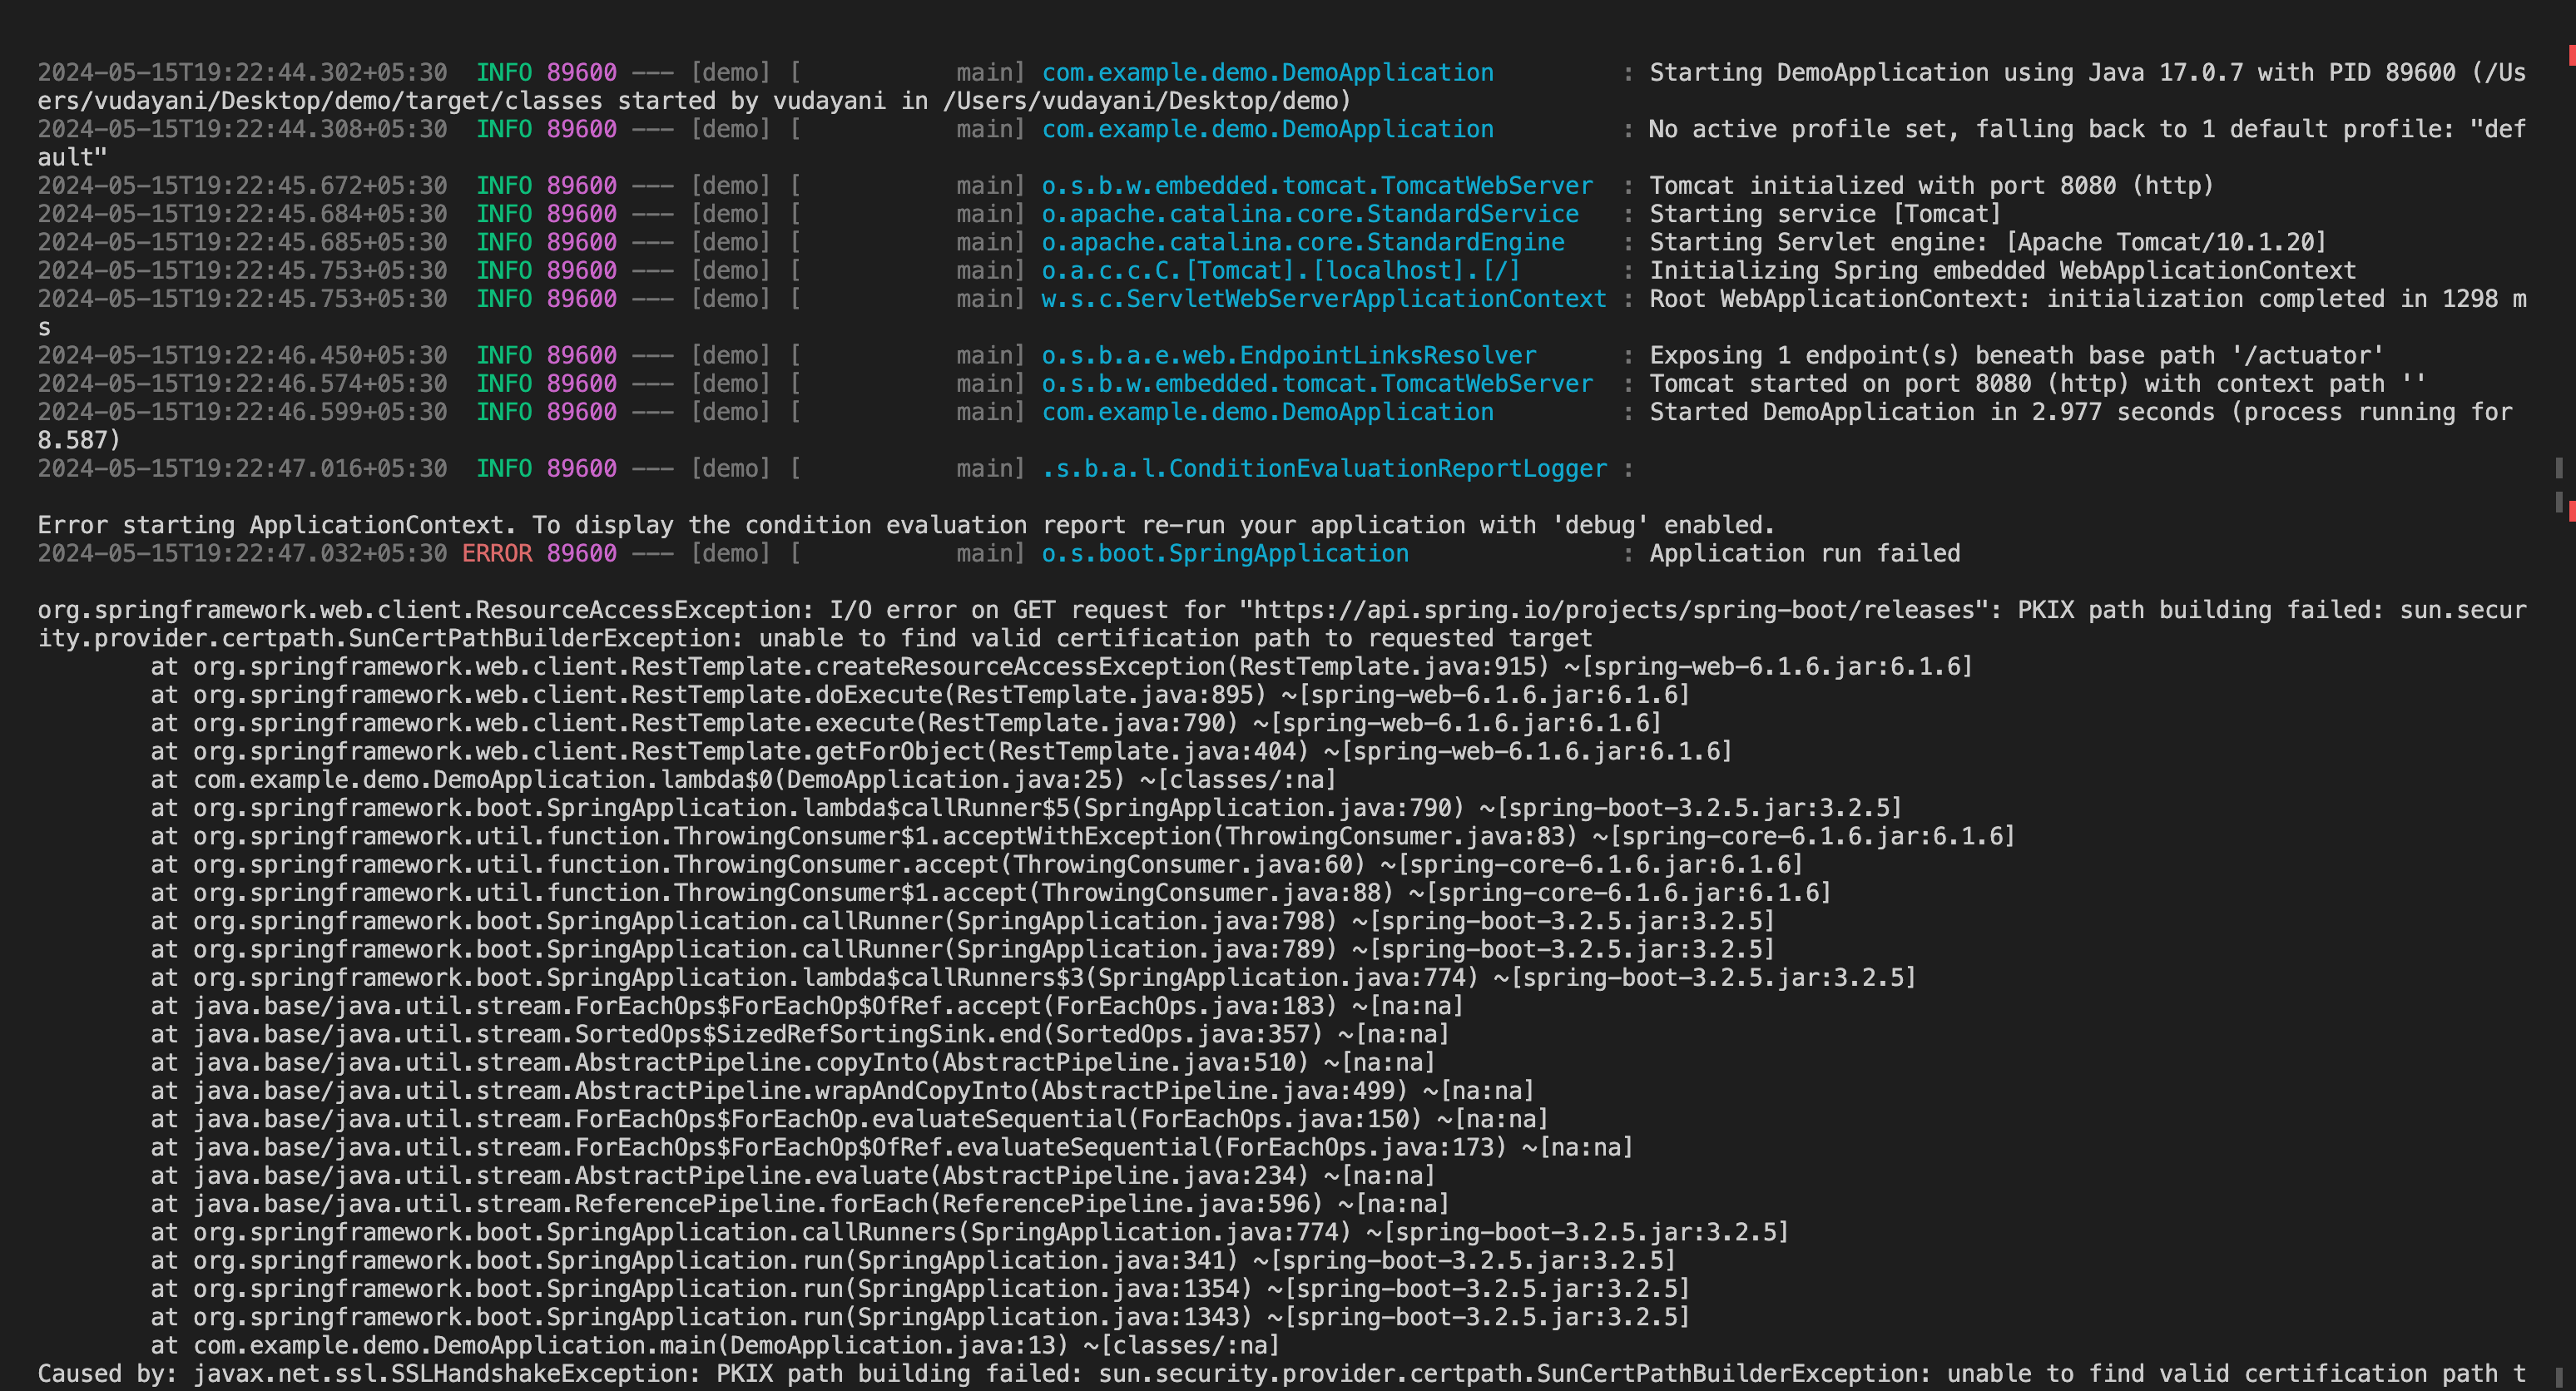 2024-05-15T19:22:44.302+05:30  INFO 89600 --- [demo] [           main] com.example.demo.DemoApplication         : Starting DemoApplication using Java 17.0.7 with PID 89600 (/Us
ers/vudayani/Desktop/demo/target/classes started by vudayani in /Users/vudayani/Desktop/demo)
2024-05-15T19:22:44.308+05:30  INFO 89600 --- [demo] [           main] com.example.demo.DemoApplication         : No active profile set, falling back to 1 default profile: "def
ault"
2024-05-15T19:22:45.672+05:30  INFO 89600 --- [demo] [           main] o.s.b.w.embedded.tomcat.TomcatWebServer  : Tomcat initialized with port 8080 (http)
2024-05-15T19:22:45.684+05:30  INFO 89600 --- [demo] [           main] o.apache.catalina.core.StandardService   : Starting service [Tomcat]
2024-05-15T19:22:45.685+05:30  INFO 89600 --- [demo] [           main] o.apache.catalina.core.StandardEngine    : Starting Servlet engine: [Apache Tomcat/10.1.20]
2024-05-15T19:22:45.753+05:30  INFO 89600 --- [demo] [           main] o.a.c.c.C.[Tomcat].[localhost].[/]       : Initializing Spring embedded WebApplicationContext
2024-05-15T19:22:45.753+05:30  INFO 89600 --- [demo] [           main] w.s.c.ServletWebServerApplicationContext : Root WebApplicationContext: initialization completed in 1298 m
s
2024-05-15T19:22:46.450+05:30  INFO 89600 --- [demo] [           main] o.s.b.a.e.web.EndpointLinksResolver      : Exposing 1 endpoint(s) beneath base path '/actuator'
2024-05-15T19:22:46.574+05:30  INFO 89600 --- [demo] [           main] o.s.b.w.embedded.tomcat.TomcatWebServer  : Tomcat started on port 8080 (http) with context path ''
2024-05-15T19:22:46.599+05:30  INFO 89600 --- [demo] [           main] com.example.demo.DemoApplication         : Started DemoApplication in 2.977 seconds (process running for
8.587)
2024-05-15T19:22:47.016+05:30  INFO 89600 --- [demo] [           main] .s.b.a.l.ConditionEvaluationReportLogger :
Error starting ApplicationContext. To display the condition evaluation report re-run your application with 'debug' enabled.
2024-05-15T19:22:47.032+05:30 ERROR 89600 --- [demo] [           main] o.s.boot.SpringApplication               : Application run failed
org.springframework.web.client.ResourceAccessException: I/O error on GET request for "https://api.spring.io/projects/spring-boot/releases": PKIX path building failed: sun.secur
ity.provider.certpath.SunCertPathBuilderException: unable to find valid certification path to requested target
        at org.springframework.web.client.RestTemplate.createResourceAccessException(RestTemplate.java:915) ~[spring-web-6.1.6.jar:6.1.6]
        at org.springframework.web.client.RestTemplate.doExecute(RestTemplate.java:895) ~[spring-web-6.1.6.jar:6.1.6]
        at org.springframework.web.client.RestTemplate.execute(RestTemplate.java:790) ~[spring-web-6.1.6.jar:6.1.6]
        at org.springframework.web.client.RestTemplate.getForObject(RestTemplate.java:404) ~[spring-web-6.1.6.jar:6.1.6]
        at com.example.demo.DemoApplication.lambda$0(DemoApplication.java:25) ~[classes/:na]
        at org.springframework.boot.SpringApplication.lambda$callRunner$5(SpringApplication.java:790) ~[spring-boot-3.2.5.jar:3.2.5]
        at org.springframework.util.function.ThrowingConsumer$1.acceptWithException(ThrowingConsumer.java:83) ~[spring-core-6.1.6.jar:6.1.6]
        at org.springframework.util.function.ThrowingConsumer.accept(ThrowingConsumer.java:60) ~[spring-core-6.1.6.jar:6.1.6]
        at org.springframework.util.function.ThrowingConsumer$1.accept(ThrowingConsumer.java:88) ~[spring-core-6.1.6.jar:6.1.6]
        at org.springframework.boot.SpringApplication.callRunner(SpringApplication.java:798) ~[spring-boot-3.2.5.jar:3.2.5]
        at org.springframework.boot.SpringApplication.callRunner(SpringApplication.java:789) ~[spring-boot-3.2.5.jar:3.2.5]
        at org.springframework.boot.SpringApplication.lambda$callRunners$3(SpringApplication.java:774) ~[spring-boot-3.2.5.jar:3.2.5]
        at java.base/java.util.stream.ForEachOps$ForEachOp$OfRef.accept(ForEachOps.java:183) ~[na:na]
        at java.base/java.util.stream.SortedOps$SizedRefSortingSink.end(SortedOps.java:357) ~[na:na]
        at java.base/java.util.stream.AbstractPipeline.copyInto(AbstractPipeline.java:510) ~[na:na]
        at java.base/java.util.stream.AbstractPipeline.wrapAndCopyInto(AbstractPipeline.java:499) ~[na:na]
        at java.base/java.util.stream.ForEachOps$ForEachOp.evaluateSequential(ForEachOps.java:150) ~[na:na]
        at java.base/java.util.stream.ForEachOps$ForEachOp$OfRef.evaluateSequential(ForEachOps.java:173) ~[na:na]
        at java.base/java.util.stream.AbstractPipeline.evaluate(AbstractPipeline.java:234) ~[na:na]
        at java.base/java.util.stream.ReferencePipeline.forEach(ReferencePipeline.java:596) ~[na:na]
        at org.springframework.boot.SpringApplication.callRunners(SpringApplication.java:774) ~[spring-boot-3.2.5.jar:3.2.5]
        at org.springframework.boot.SpringApplication.run(SpringApplication.java:341) ~[spring-boot-3.2.5.jar:3.2.5]
        at org.springframework.boot.SpringApplication.run(SpringApplication.java:1354) ~[spring-boot-3.2.5.jar:3.2.5]
        at org.springframework.boot.SpringApplication.run(SpringApplication.java:1343) ~[spring-boot-3.2.5.jar:3.2.5]
        at com.example.demo.DemoApplication.main(DemoApplication.java:13) ~[classes/:na]
Caused by: javax.net.ssl.SSLHandshakeException: PKIX path building failed: sun.security.provider.certpath.SunCertPathBuilderException: unable to find valid certification path t